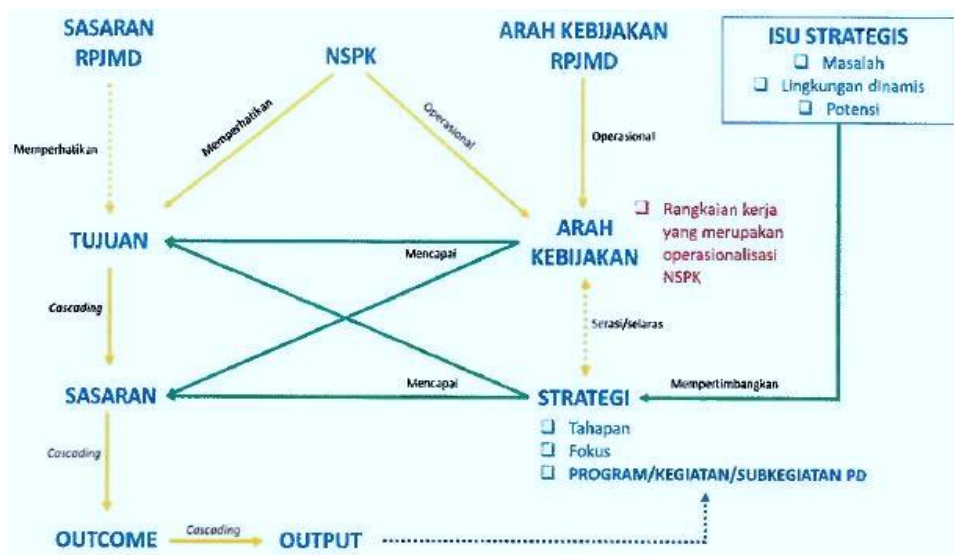 SASARAN
RPJMD
NSPK
ARAH KEBIJAKAN
RPJMD
ISU STRATEGIS
Masalah
Lingkungan dinamis
Potensi
Memperhatikan
Memperhatikan
Operasional
Operasional
TUJUAN
Mencapai
ARAH
KEBIJAKAN
Rangkaian kerja
yang merupakan
operasionalisasi
NSPK
Cascading
Serasi/selaras
SASARAN
Mencapai
STRATEGI
Mempertimbangkan
Tahapan
Fokus
PROGRAM/KEGIATAN/SUBKEGIATAN PD
Cascading
OUTCOME
Cascading
OUTPUT